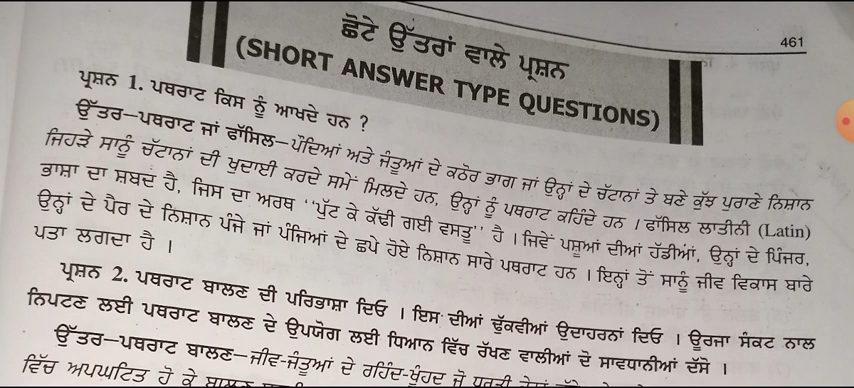 461
ਛੋਟੇ ਉੱਤਰਾਂ ਵਾਲੇ ਪ੍ਰਸ਼ਨ
(SHORT ANSWER TYPE QUESTIONS)
ਪ੍ਰਸ਼ਨ 1. ਪਥਰਾਟ ਕਿਸ ਨੂੰ ਆਖਦੇ ਹਨ ?
ਉੱਤਰ—ਪਥਰਾਟ ਜਾਂ ਫਾੱਸਿਲ—ਪੌਦਿਆਂ ਅਤੇ ਜੰਤੂਆਂ ਦੇ ਕਠੋਰ ਭਾਗ ਜਾਂ ਉਨ੍ਹਾਂ ਦੇ ਚੱਟਾਨਾਂ ਤੇ ਬਣੇ ਕੁੱਝ ਪੁਰਾਣੇ ਨਿਸ਼ਾਨ
ਜਿਹੜੇ ਸਾਨੂੰ ਚੱਟਾਨਾਂ ਦੀ ਖੁਦਾਈ ਕਰਦੇ ਸਮੇਂ ਮਿਲਦੇ ਹਨ, ਉਨ੍ਹਾਂ ਨੂੰ ਪਥਰਾਟ ਕਹਿੰਦੇ ਹਨ । ਫਾੱਸਿਲ ਲਾਤੀਨੀ (Latin)
ਭਾਸ਼ਾ ਦਾ ਸ਼ਬਦ ਹੈ, ਜਿਸ ਦਾ ਅਰਥ ‘‘ਪੁੱਟ ਕੇ ਕੱਢੀ ਗਈ ਵਸਤੂ’’ ਹੈ । ਜਿਵੇਂ ਪਸ਼ੂਆਂ ਦੀਆਂ ਹੱਡੀਆਂ, ਉਨ੍ਹਾਂ ਦੇ ਪਿੰਜਰ,
ਉਨ੍ਹਾਂ ਦੇ ਪੈਰ ਦੇ ਨਿਸ਼ਾਨ ਪੰਜੇ ਜਾਂ ਪੰਜਿਆਂ ਦੇ ਛਪੇ ਹੋਏ ਨਿਸ਼ਾਨ ਸਾਰੇ ਪਥਰਾਟ ਹਨ । ਇਨ੍ਹਾਂ ਤੋਂ ਸਾਨੂੰ ਜੀਵ ਵਿਕਾਸ ਬਾਰੇ
ਪਤਾ ਲਗਦਾ ਹੈ ।
ਪ੍ਰਸ਼ਨ 2. ਪਥਰਾਟ ਬਾਲਣ ਦੀ ਪਰਿਭਾਸ਼ਾ ਦਿਓ । ਇਸ ਦੀਆਂ ਢੁੱਕਵੀਆਂ ਉਦਾਹਰਨਾਂ ਦਿਓ । ਊਰਜਾ ਸੰਕਟ ਨਾਲ
ਨਿਪਟਣ ਲਈ ਪਥਰਾਟ ਬਾਲਣ ਦੇ ਉਪਯੋਗ ਲਈ ਧਿਆਨ ਵਿੱਚ ਰੱਖਣ ਵਾਲੀਆਂ ਦੋ ਸਾਵਧਾਨੀਆਂ ਦੱਸੋ ।
ਉੱਤਰ—ਪਥਰਾਟ ਬਾਲਣ—ਜੀਵ-ਜੰਤੂਆਂ ਦੇ ਰਹਿੰਦ-ਖੂੰਹਦ ਜੋ ਧਰਤੀ
ਵਿੱਚ ਅਪਘਟਿਤ ਹੋ ਕੇ